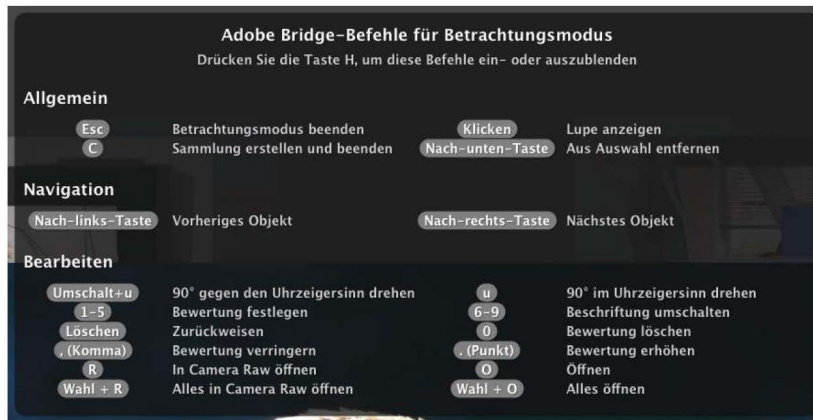 Adobe Bridge-Befehle für Betrachtungsmodus
Drücken Sie die Taste H, um diese Befehle ein- oder auszublenden
Allgemein
Esc Betrachtungsmodus beenden Klicken Lupe anzeigen
C Sammlung erstellen und beenden Nach-unten-Taste Aus Auswahl entfernen
Navigation
Nach-links-Taste Vorheriges Objekt Nach-rechts-Taste Nächstes Objekt
Bearbeiten
Umschalt+u 90° gegen den Uhrzeigersinn drehen u 90° im Uhrzeigersinn drehen
1-5 Bewertung festlegen 6-9 Beschriftung umschalten
Löschen Zurückweisen 0 Bewertung löschen
, (Komma) Bewertung verringern . (Punkt) Bewertung erhöhen
R In Camera Raw öffnen O Öffnen
Wahl + R Alles in Camera Raw öffnen Wahl + O Alles öffnen